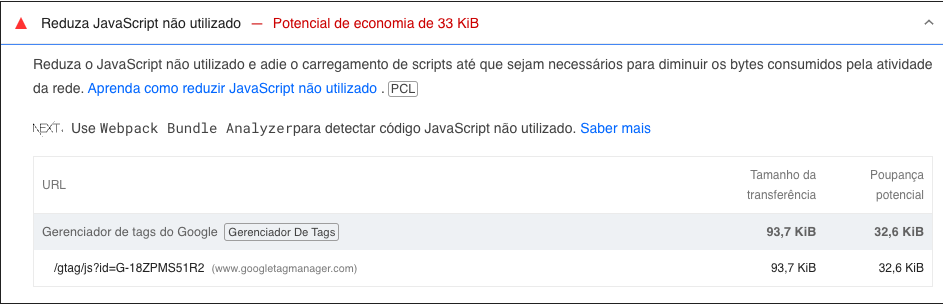 Reduza JavaScript não utilizado — Potencial de economia de 33 KiB
Reduza o JavaScript não utilizado e adie o carregamento de scripts até que sejam necessários para diminuir os bytes consumidos pela atividade
da rede. Aprenda como reduzir JavaScript não utilizado . PCL
NEXT. Use Webpack Bundle Analyzerpara detectar código JavaScript não utilizado. Saber mais
URL
Tamanho da
transferência
Poupança
potencial
Gerenciador de tags do Google Gerenciador De Tags 93,7 KiB 32,6 KiB
/gtag/js?id=G-18ZPMS51R2 (www.googletagmanager.com) 93,7 KiB 32,6 KiB